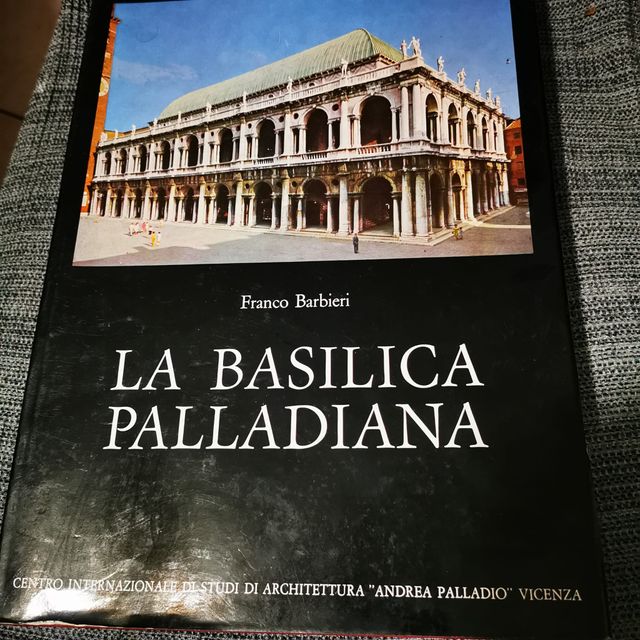 Franco Barbieri
LA BASILICA
PALLADIANA
CENTRO INTERNAZIONALE DI STUDI DI ARCHITETTURA "ANDREA PALLADIO" VICENZA